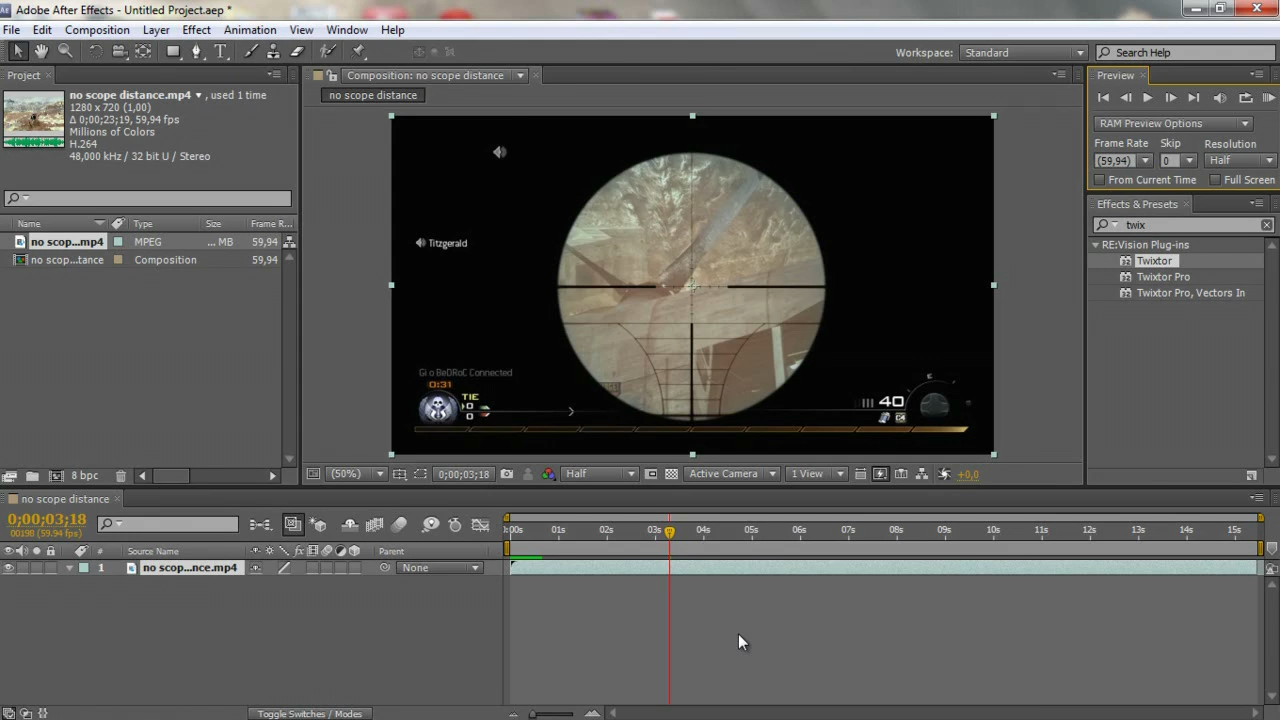 Adobe After Effects - Untitled Project.aep *
File Edit Composition Layer Effect Animation View Window Help
Workspace: Standard Search Help
Project
Composition: no scope distance
Preview
no scope distance.mp4 , used 1 time
1280 x 720 (1,00)
Δ 0;00;23;19, 59,94 fps
Millions of Colors
H.264
48,000 kHz / 32 bit U / Stereo
no scope distance
RAM Preview Options
Frame Rate Skip Resolution
(59,94) 0 Half
From Current Time Full Screen
Effects & Presets
twix
RE:Vision Plug-ins
Twixtor
Twixtor Pro
Twixtor Pro, Vectors In
Name Type Size Frame R...
no scop...mp4 MPEG ... MB 59,94
no scop...tance Composition 59,94
Titzgerald
Gi o BeDRoC Connected
0:31
TIE
0
0
40
8 bpc
(50%) 0;00;03;18 Half Active Camera 1 View +0,0
no scope distance
0;00;03;18
00198 (59.94 fps)
:00s 01s 02s 03s 04s 05s 06s 07s 08s 09s 10s 11s 12s 13s 14s 15s
# Source Name fx Parent
1 no scop...nce.mp4 None
Toggle Switches / Modes